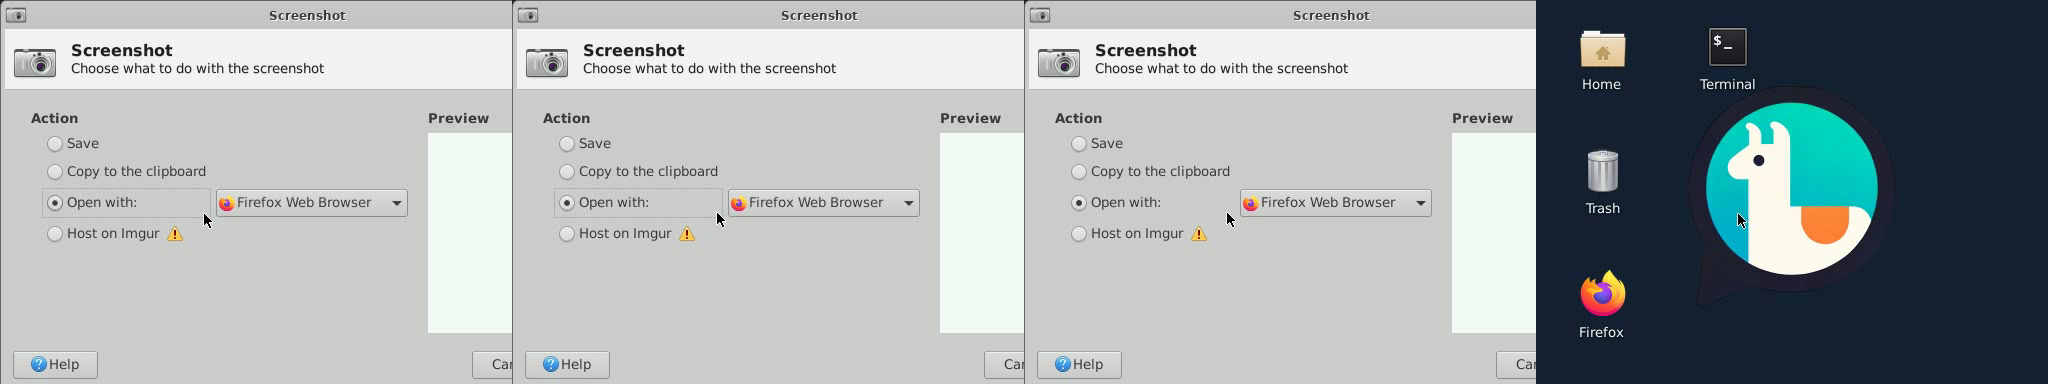 Screenshot
Screenshot
Choose what to do with the screenshot
Action
Preview
Save
Copy to the clipboard
Open with: Firefox Web Browser
Host on Imgur
Help
Car
Screenshot
Screenshot
Choose what to do with the screenshot
Action
Preview
Save
Copy to the clipboard
Open with: Firefox Web Browser
Host on Imgur
Help
Car
Screenshot
Screenshot
Choose what to do with the screenshot
Action
Preview
Save
Copy to the clipboard
Open with: Firefox Web Browser
Host on Imgur
Help
Car
$_
Home
Terminal
Trash
Firefox